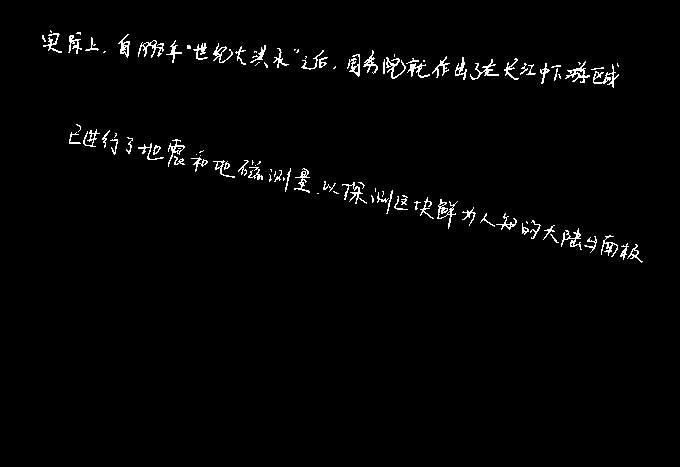 实际上，自1998年“世纪大洪水”之后，国务院就作出了在长江中下游区域
已进行了地震和地磁测量，以探测这块鲜为人知的大陆与南极